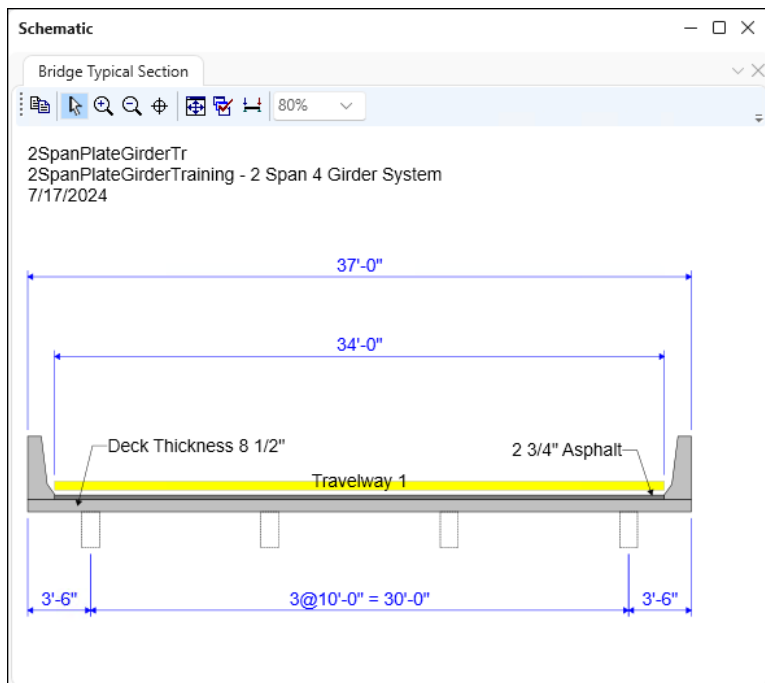 Schematic
Bridge Typical Section
80%
2SpanPlateGirderTr
2SpanPlateGirderTraining - 2 Span 4 Girder System
7/17/2024
37'-0"
34'-0"
Deck Thickness 8 1/2"
2 3/4" Asphalt
Travelway 1
3'-6"
3@10'-0" = 30'-0"
3'-6"